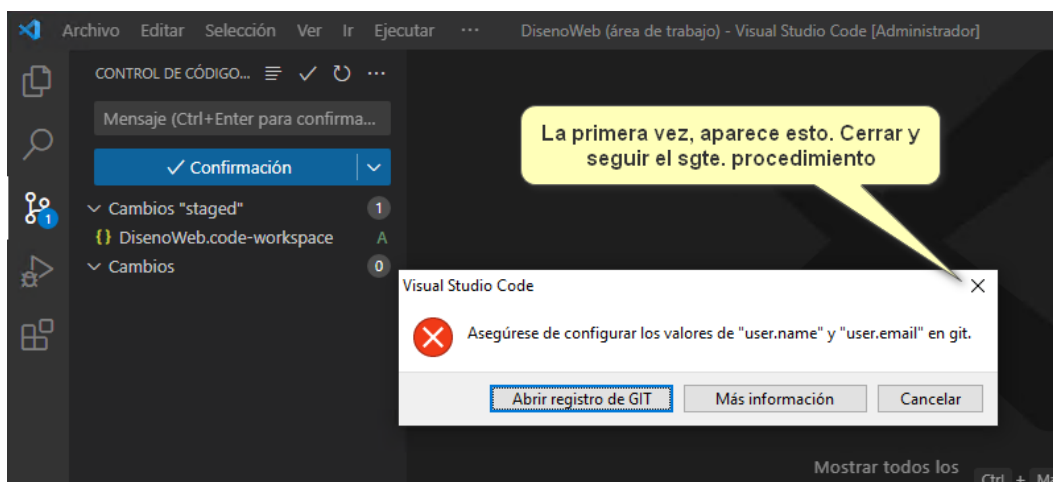 Archivo Editar Selección Ver Ir Ejecutar ··· DisenoWeb (área de trabajo) - Visual Studio Code [Administrador]
CONTROL DE CÓDIGO... ···
Mensaje (Ctrl+Enter para confirma...
La primera vez, aparece esto. Cerrar y
seguir el sgte. procedimiento
✓ Confirmación
1
Cambios "staged" 1
{} DisenoWeb.code-workspace A
Cambios 0
Visual Studio Code
Asegúrese de configurar los valores de "user.name" y "user.email" en git.
Abrir registro de GIT Más información Cancelar
Mostrar todos los
Ctrl +